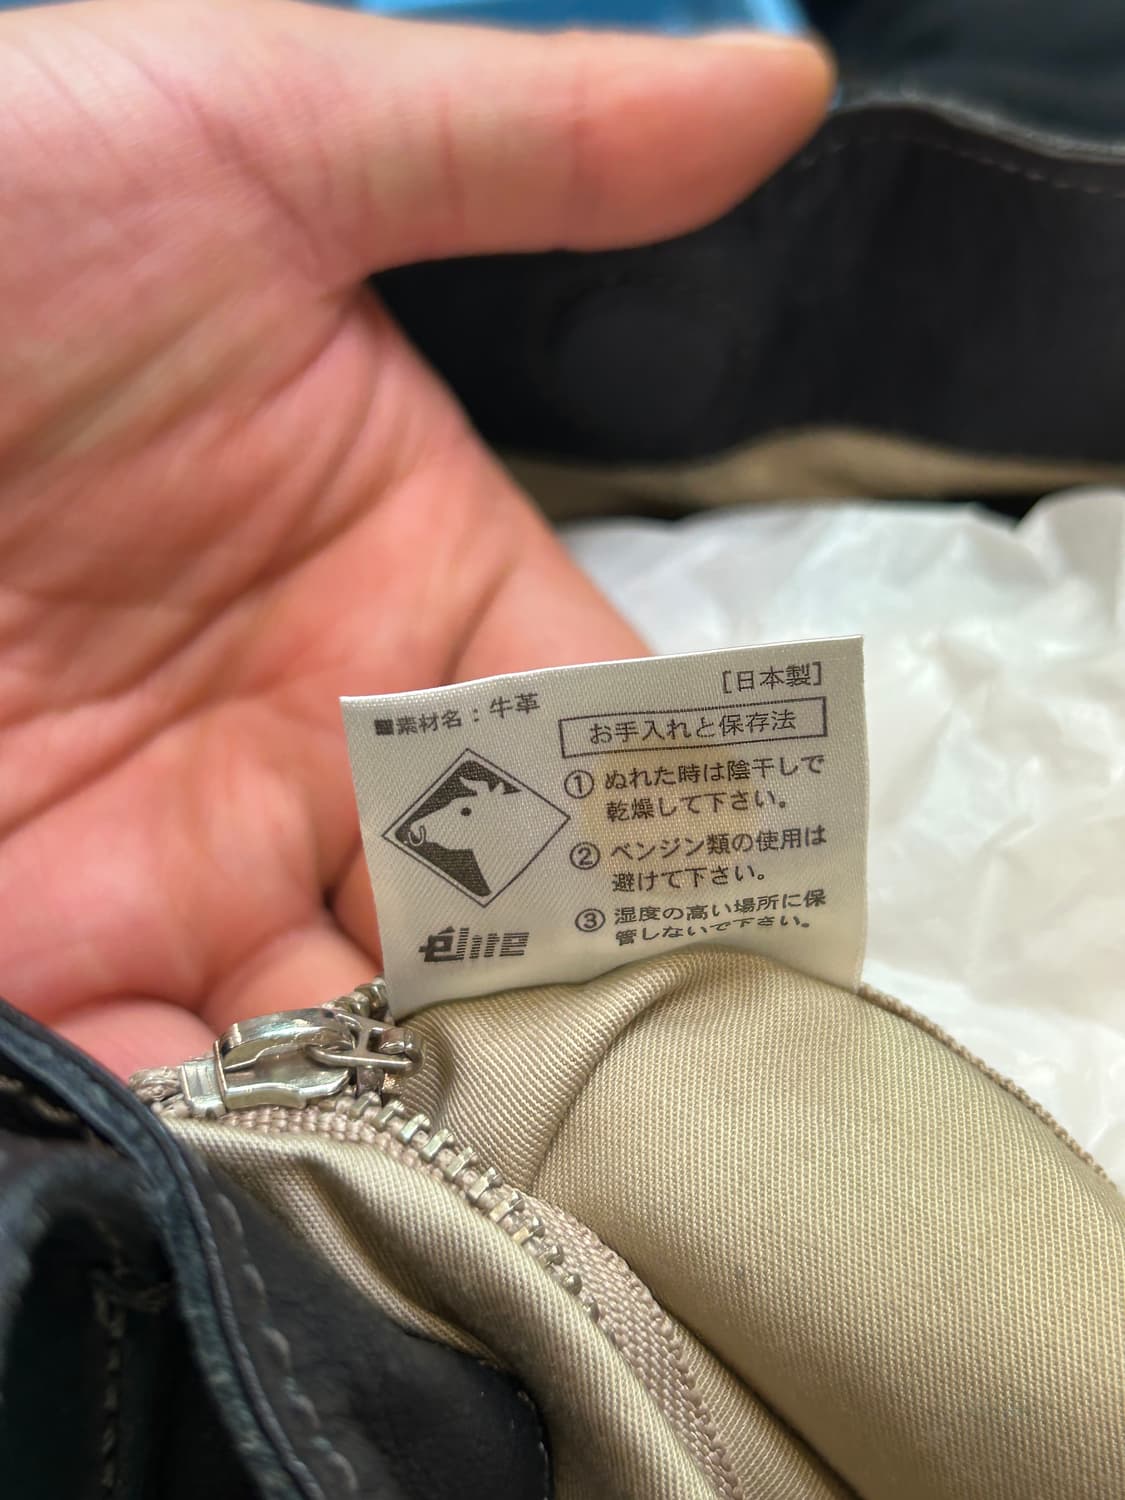 [日本製]
■素材名：牛革
お手入れと保存法
① ぬれた時は陰干しで
乾燥して下さい。
② ベンジン類の使用は
避けて下さい。
③ 湿度の高い場所に保
管しないで下さい。
élite